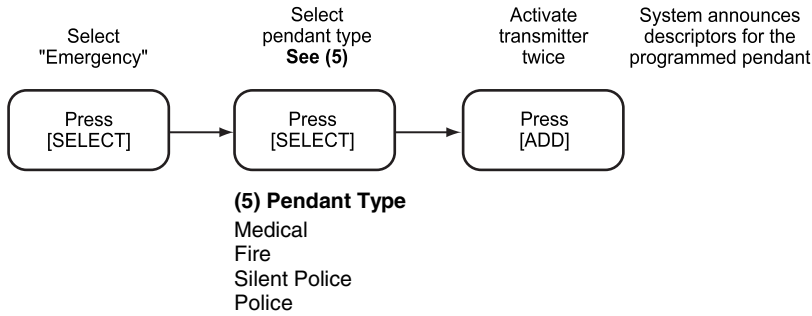 Select
"Emergency"
Press
[SELECT]
Select
pendant type
See (5)
Press
[SELECT]
Activate
transmitter
twice
Press
[ADD]
System announces
descriptors for the
programmed pendant
(5) Pendant Type
Medical
Fire
Silent Police
Police